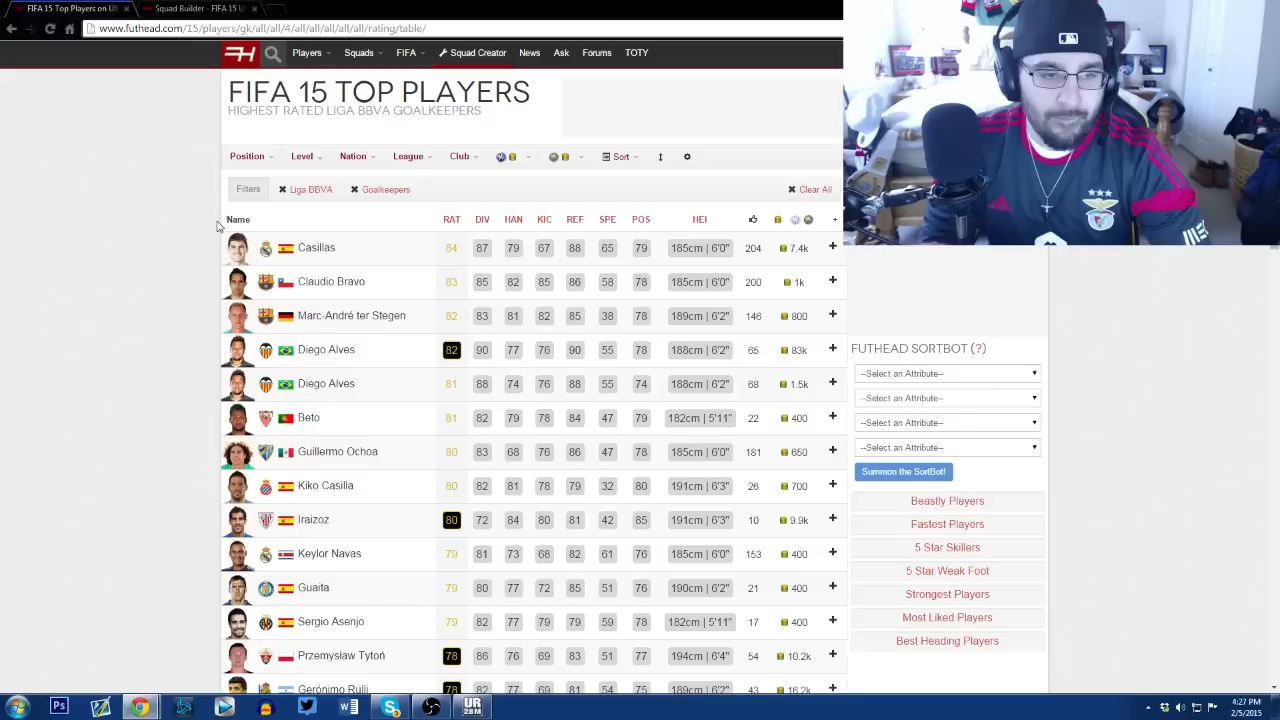 FIFA 15 Top Players on Ul
Squad Builder - FIFA 15 U
www.futhead.com/15/players/gk/all/all/4/all/all/all/rating/table/
Players Squads FIFA Squad Creator News Ask Forums TOTY
FIFA 15 TOP PLAYERS
HIGHEST RATED LIGA BBVA GOALKEEPERS
Position Level Nation League Club Sort
Filters Liga BBVA Goalkeepers Clear All
Name RAT DIV HAN KIC REF SPE POS HEI
Casillas 84 87 79 67 88 65 79 185cm | 6'0" 204 7.4k
Claudio Bravo 83 85 82 85 86 58 78 185cm | 6'0" 200 1k
Marc-André ter Stegen 82 83 81 82 85 38 78 189cm | 6'2" 146 800
Diego Alves 82 90 77 76 90 55 78 188cm | 6'2" 65 83k
Diego Alves 81 88 74 76 88 55 74 188cm | 6'2" 68 1.5k
Beto 81 82 79 78 84 47 79 182cm | 5'11" 22 400
Guillermo Ochoa 80 83 68 76 86 47 78 185cm | 6'0" 181 650
Kiko Casilla 80 82 81 78 79 32 80 191cm | 6'3" 26 700
Iraizoz 80 72 84 80 81 42 85 191cm | 6'3" 10 9.9k
Keylor Navas 79 81 73 68 82 61 76 185cm | 6'0" 153 400
Guaita 79 80 77 72 85 51 76 190cm | 6'2" 21 400
Sergio Asenjo 79 82 77 79 79 59 78 17 400
Przemysław Tytoń 78 86 76 69 83 51 77 194cm | 6'4" 10.2k
Gerónimo Rulli 78 82 77 75 16.2k
FUTHEAD SORTBOT (?)
--Select an Attribute--
--Select an Attribute--
--Select an Attribute--
--Select an Attribute--
Summon the SortBot!
Beastly Players
Fastest Players
5 Star Skillers
5 Star Weak Foot
Strongest Players
Most Liked Players
Best Heading Players
4:27 PM
2/5/2015